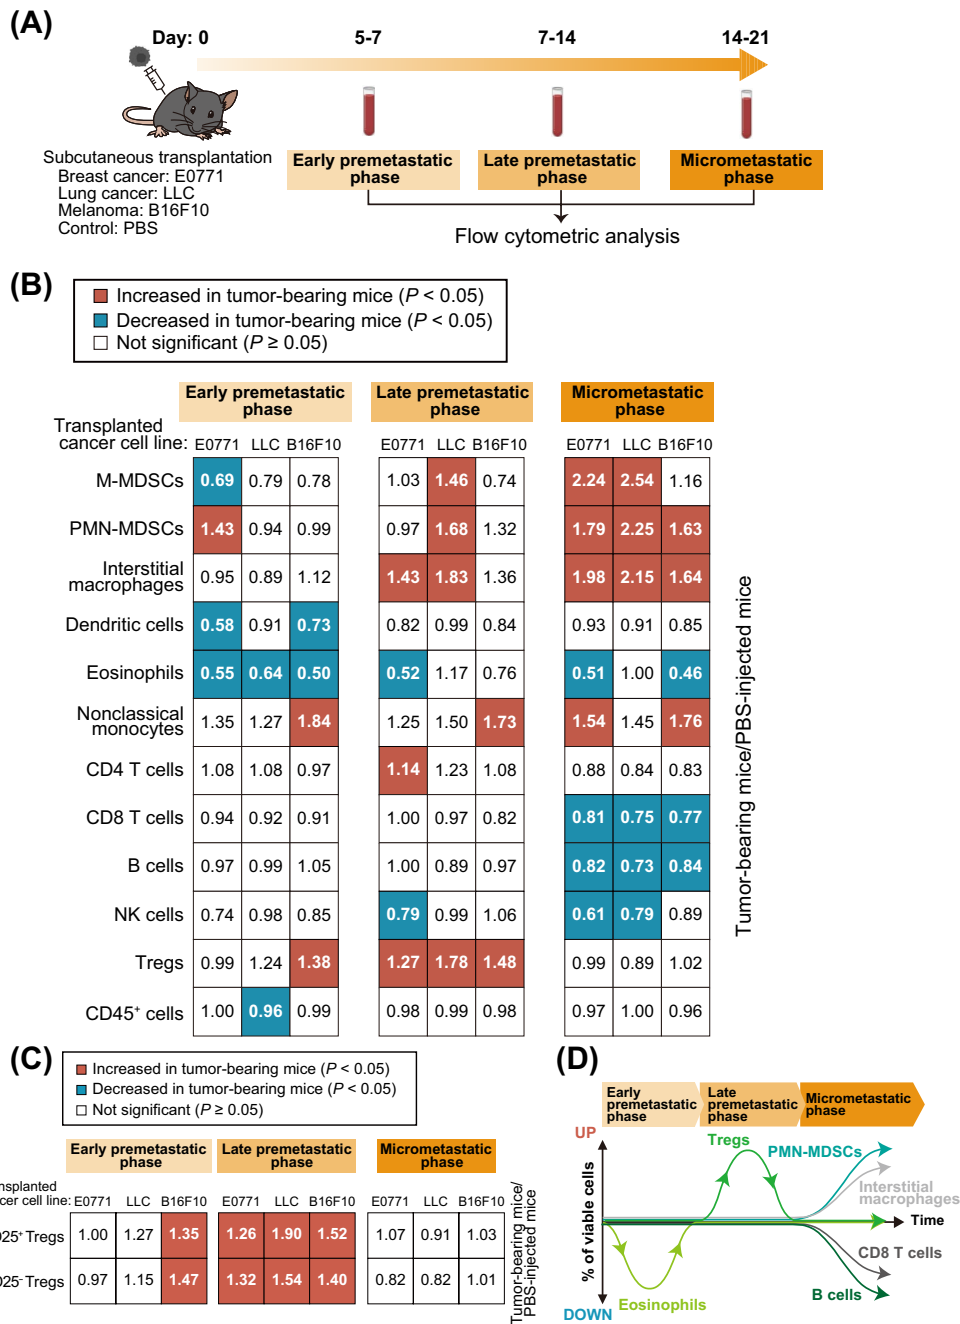 (A)
Day: 0 5-7 7-14 14-21
Subcutaneous transplantation
Breast cancer: E0771
Lung cancer: LLC
Melanoma: B16F10
Control: PBS
Early premetastatic
phase
Late premetastatic
phase
Micrometastatic
phase
Flow cytometric analysis
(B)
Increased in tumor-bearing mice (P < 0.05)
Decreased in tumor-bearing mice (P < 0.05)
Not significant (P ≥ 0.05)
Early premetastatic
phase
Late premetastatic
phase
Micrometastatic
phase
Transplanted
cancer cell line: E0771 LLC B16F10 E0771 LLC B16F10 E0771 LLC B16F10
M-MDSCs 0.69 0.79 0.78 1.03 1.46 0.74 2.24 2.54 1.16
PMN-MDSCs 1.43 0.94 0.99 0.97 1.68 1.32 1.79 2.25 1.63
Interstitial
macrophages 0.95 0.89 1.12 1.43 1.83 1.36 1.98 2.15 1.64
Dendritic cells 0.58 0.91 0.73 0.82 0.99 0.84 0.93 0.91 0.85
Eosinophils 0.55 0.64 0.50 0.52 1.17 0.76 0.51 1.00 0.46
Nonclassical
monocytes 1.35 1.27 1.84 1.25 1.50 1.73 1.54 1.45 1.76
CD4 T cells 1.08 1.08 0.97 1.14 1.23 1.08 0.88 0.84 0.83
CD8 T cells 0.94 0.92 0.91 1.00 0.97 0.82 0.81 0.75 0.77
B cells 0.97 0.99 1.05 1.00 0.89 0.97 0.82 0.73 0.84
NK cells 0.74 0.98 0.85 0.79 0.99 1.06 0.61 0.79 0.89
Tregs 0.99 1.24 1.38 1.27 1.78 1.48 0.99 0.89 1.02
CD45⁺ cells 1.00 0.96 0.99 0.98 0.99 0.98 0.97 1.00 0.96
Tumor-bearing mice/PBS-injected mice
(C)
Increased in tumor-bearing mice (P < 0.05)
Decreased in tumor-bearing mice (P < 0.05)
Not significant (P ≥ 0.05)
Early premetastatic
phase
Late premetastatic
phase
Micrometastatic
phase
nsplanted
cer cell line: E0771 LLC B16F10 E0771 LLC B16F10 E0771 LLC B16F10
D25⁺ Tregs 1.00 1.27 1.35 1.26 1.90 1.52 1.07 0.91 1.03
D25⁻ Tregs 0.97 1.15 1.47 1.32 1.54 1.40 0.82 0.82 1.01
Tumor-bearing mice/
PBS-injected mice
(D)
Early
premetastatic
phase
Late
premetastatic
phase
Micrometastatic
phase
UP
% of viable cells
DOWN
Tregs
PMN-MDSCs
Interstitial
macrophages
Time
CD8 T cells
B cells
Eosinophils